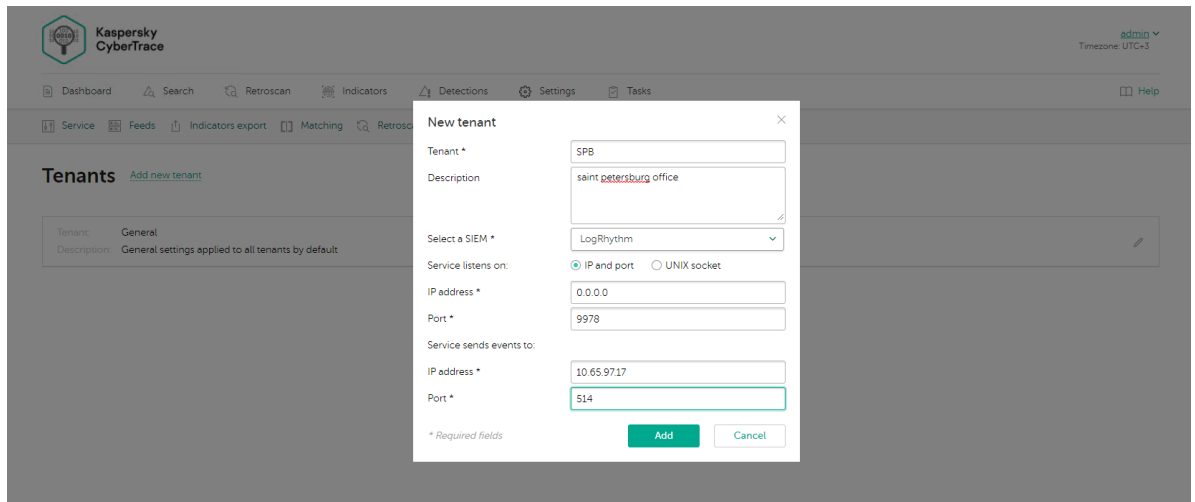 Kaspersky
CyberTrace
admin
Timezone: UTC+3
Dashboard Search Retroscan Indicators Detections Settings Tasks Help
Service Feeds Indicators export Matching Retrosc
Tenants Add new tenant
Tenant: General
Description: General settings applied to all tenants by default
New tenant
Tenant * SPB
Description saint petersburg office
Select a SIEM * LogRhythm
Service listens on: IP and port UNIX socket
IP address * 0.0.0.0
Port * 9978
Service sends events to:
IP address * 10.65.97.17
Port * 514
* Required fields Add Cancel